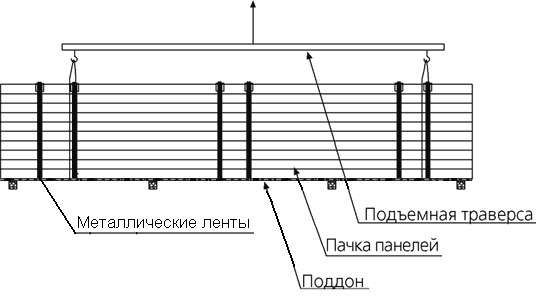 Подъемная траверса
Металлические ленты
Пачка панелей
Поддон